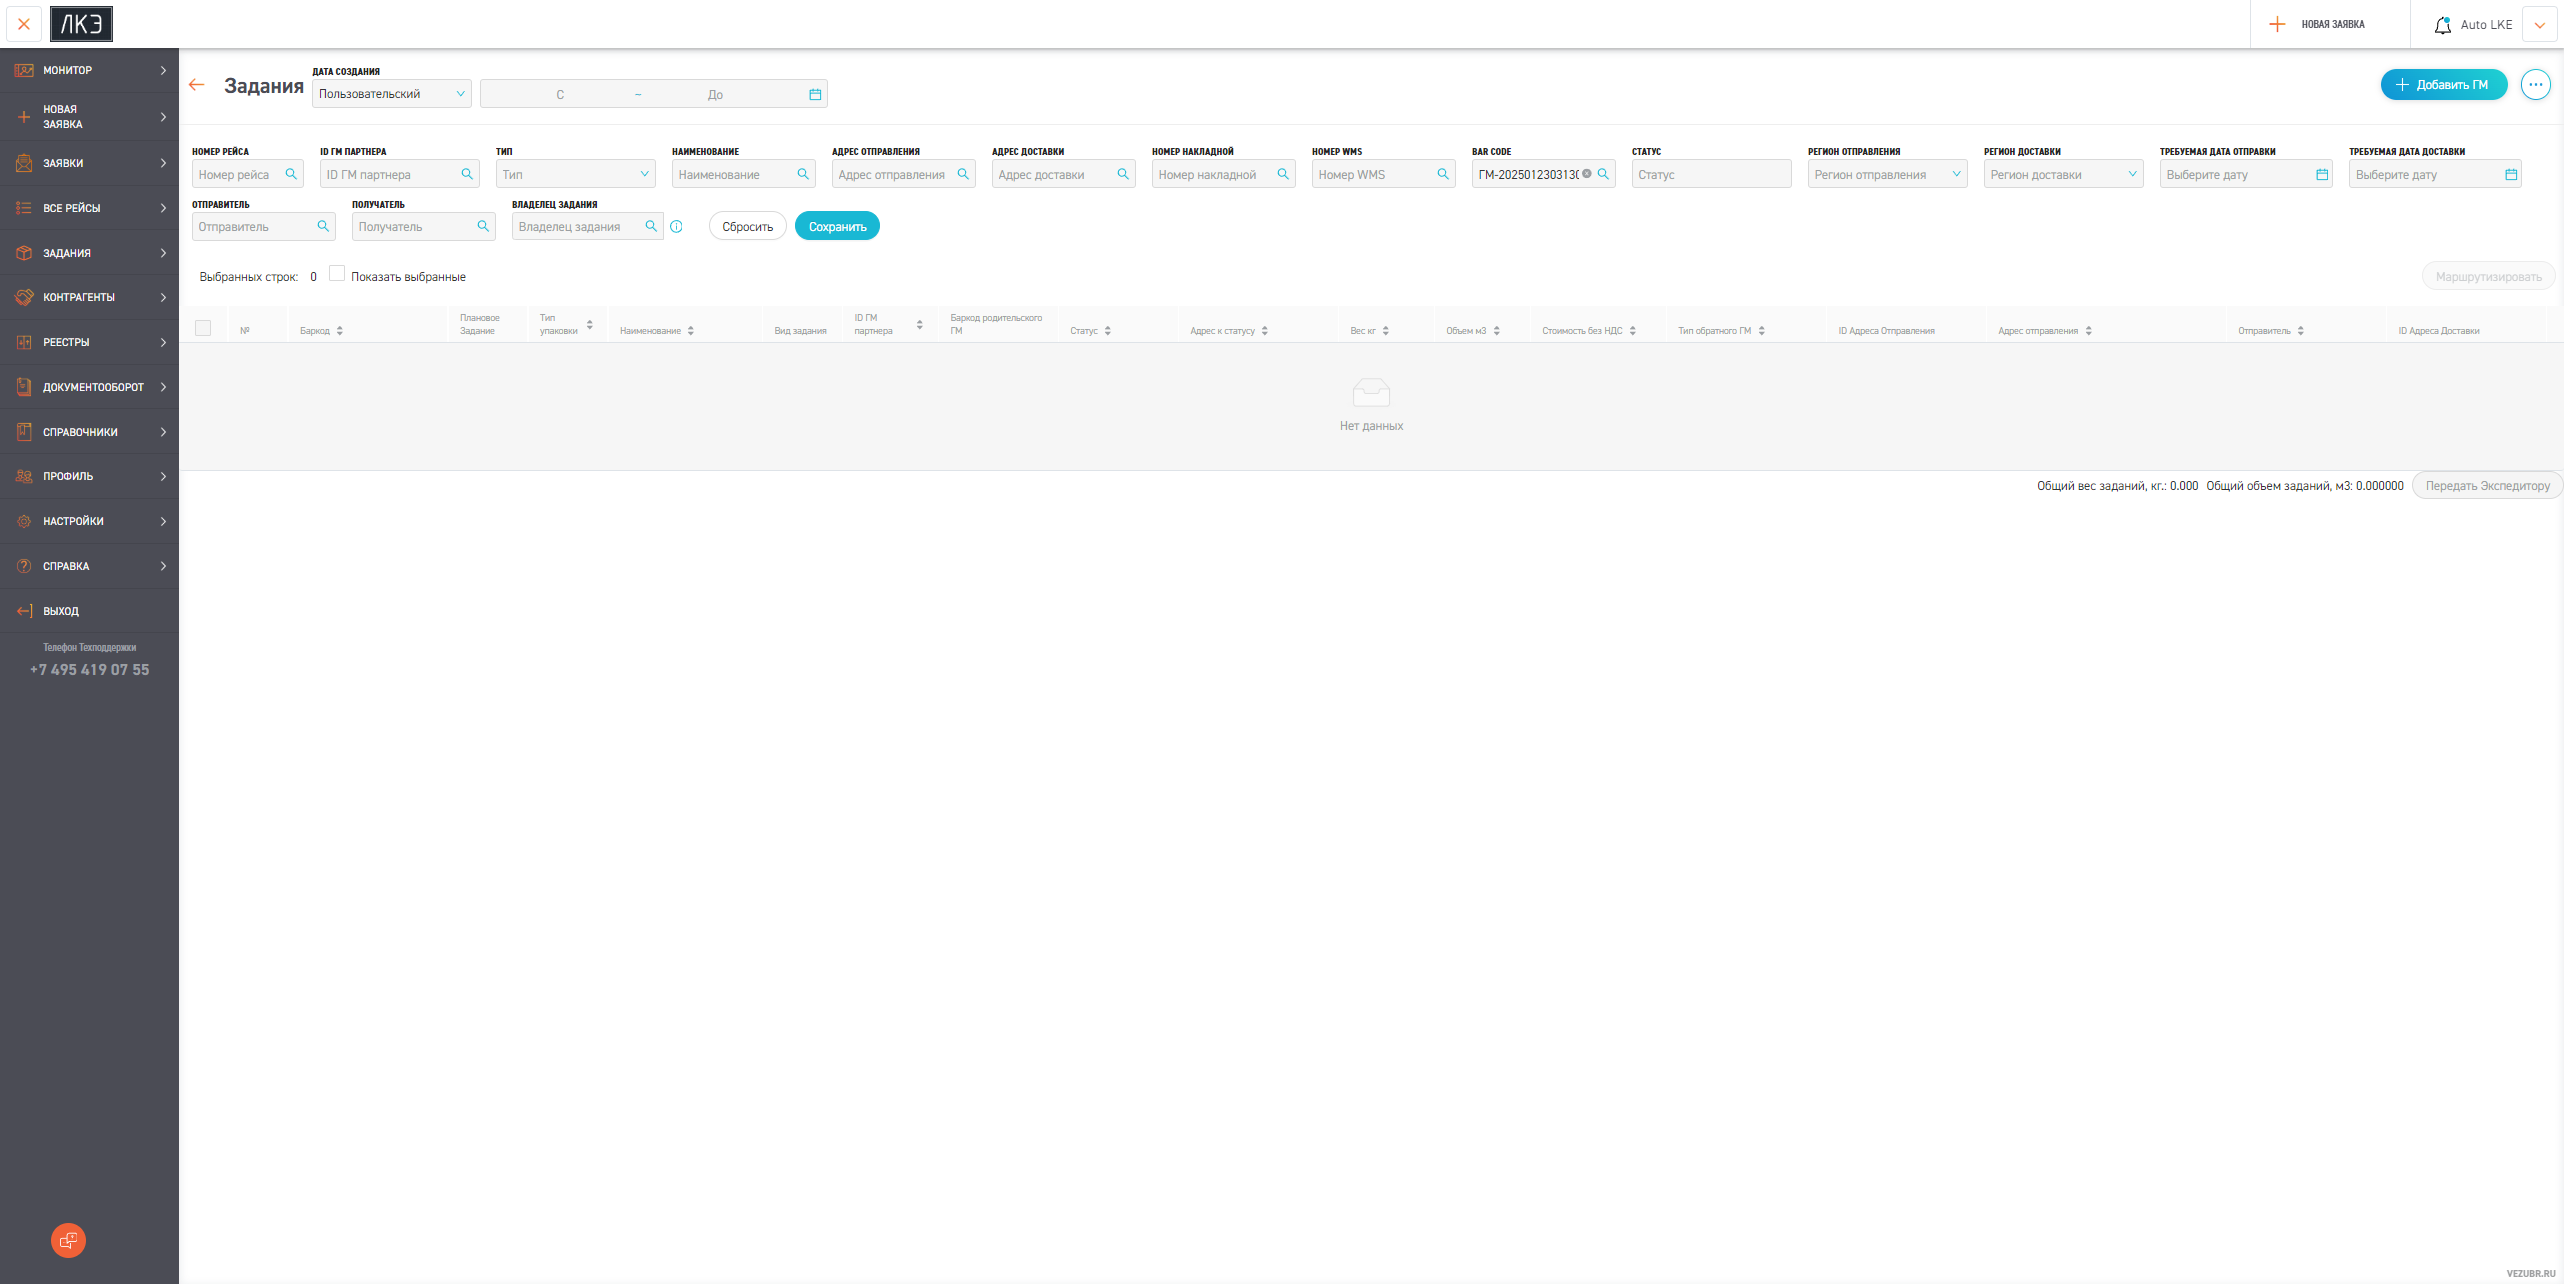 ЛКЭ
НОВАЯ ЗАЯВКА
Auto LKE
МОНИТОР
НОВАЯ
ЗАЯВКА
ЗАЯВКИ
ВСЕ РЕЙСЫ
ЗАДАНИЯ
КОНТРАГЕНТЫ
РЕЕСТРЫ
ДОКУМЕНТООБОРОТ
СПРАВОЧНИКИ
ПРОФИЛЬ
НАСТРОЙКИ
СПРАВКА
ВЫХОД
Телефон Техподдержки
+7 495 419 07 55
Задания
ДАТА СОЗДАНИЯ
Пользовательский
С ~ До
Добавить ГМ
НОМЕР РЕЙСА ID ГМ ПАРТНЕРА ТИП НАИМЕНОВАНИЕ АДРЕС ОТПРАВЛЕНИЯ АДРЕС ДОСТАВКИ НОМЕР НАКЛАДНОЙ НОМЕР WMS BAR CODE СТАТУС РЕГИОН ОТПРАВЛЕНИЯ РЕГИОН ДОСТАВКИ ТРЕБУЕМАЯ ДАТА ОТПРАВКИ ТРЕБУЕМАЯ ДАТА ДОСТАВКИ
Номер рейса ID ГМ партнера Тип Наименование Адрес отправления Адрес доставки Номер накладной Номер WMS ГМ-2025012303130 Статус Регион отправления Регион доставки Выберите дату Выберите дату
ОТПРАВИТЕЛЬ ПОЛУЧАТЕЛЬ ВЛАДЕЛЕЦ ЗАДАНИЯ
Отправитель Получатель Владелец задания Сбросить Сохранить
Выбранных строк: 0 Показать выбранные Маршрутизировать
№ Баркод Плановое Задание Тип упаковки Наименование Вид задания ID ГМ партнера Баркод родительского ГМ Статус Адрес к статусу Вес кг Объем м3 Стоимость без НДС Тип обратного ГМ ID Адреса Отправления Адрес отправления Отправитель ID Адреса Доставки
Нет данных
Общий вес заданий, кг.: 0.000 Общий объем заданий, м3: 0.000000 Передать Экспедитору
VEZUBR.RU